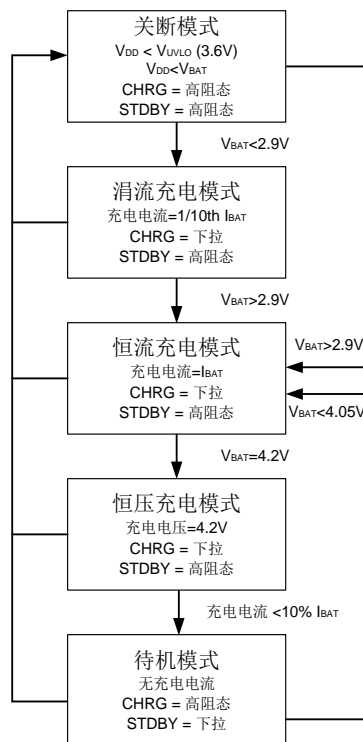 关断模式
VDD < VUVLO (3.6V)
VDD<VBAT
CHRG = 高阻态
STDBY = 高阻态
VBAT<2.9V
涓流充电模式
充电电流=1/10th IBAT
CHRG = 下拉
STDBY = 高阻态
VBAT>2.9V
恒流充电模式
充电电流=IBAT
CHRG = 下拉
STDBY = 高阻态
VBAT>2.9V
VBAT<4.05V
VBAT=4.2V
恒压充电模式
充电电压=4.2V
CHRG = 下拉
STDBY = 高阻态
充电电流 <10% IBAT
待机模式
无充电电流
CHRG = 高阻态
STDBY = 下拉